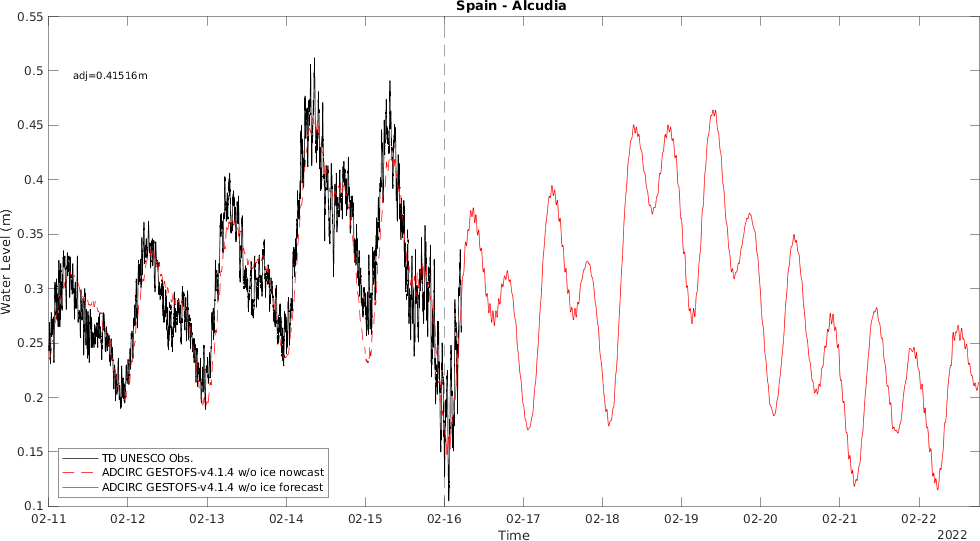 Spain - Alcudia
0.55
0.5
0.45
0.4
0.35
0.3
0.25
0.2
0.15
0.1
Water Level (m)
adj=0.41516m
TD UNESCO Obs.
ADCIRC GESTOFS-v4.1.4 w/o ice nowcast
ADCIRC GESTOFS-v4.1.4 w/o ice forecast
02-11 02-12 02-13 02-14 02-15 02-16 02-17 02-18 02-19 02-20 02-21 02-22
Time
2022